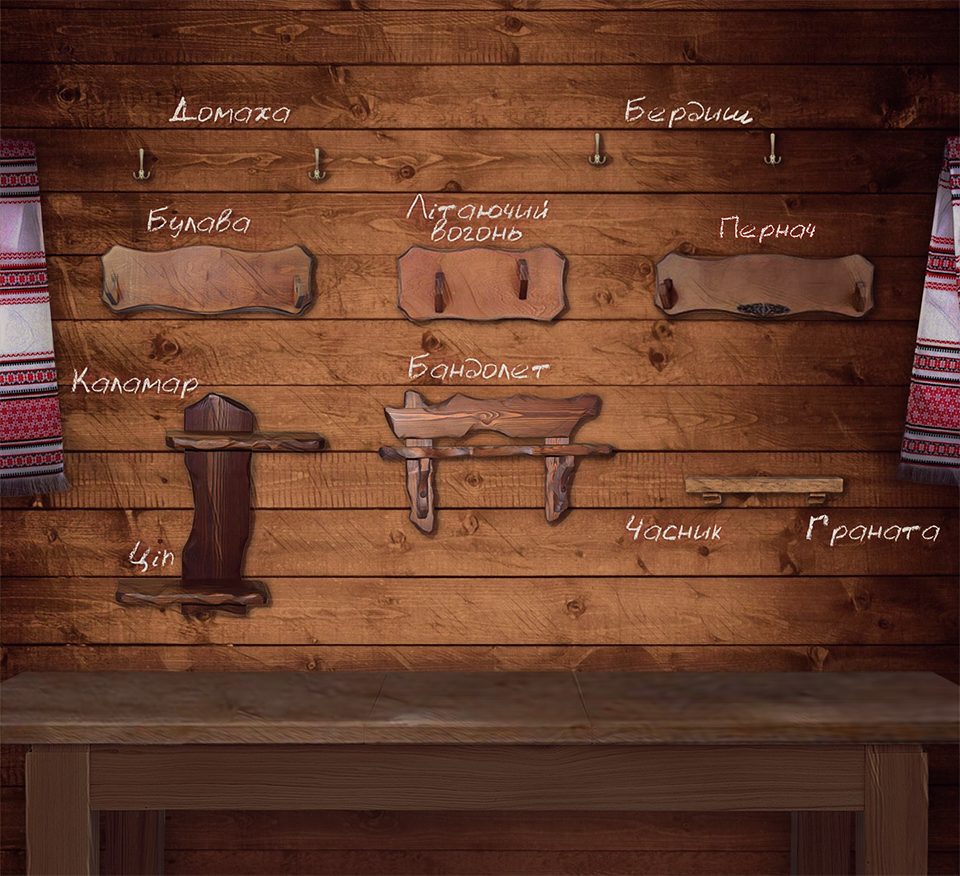 Домаха
Бердиш
Булава
Літаючий
вогонь
Пернач
Каламар
Бандолет
Часник
Граната
Ціп